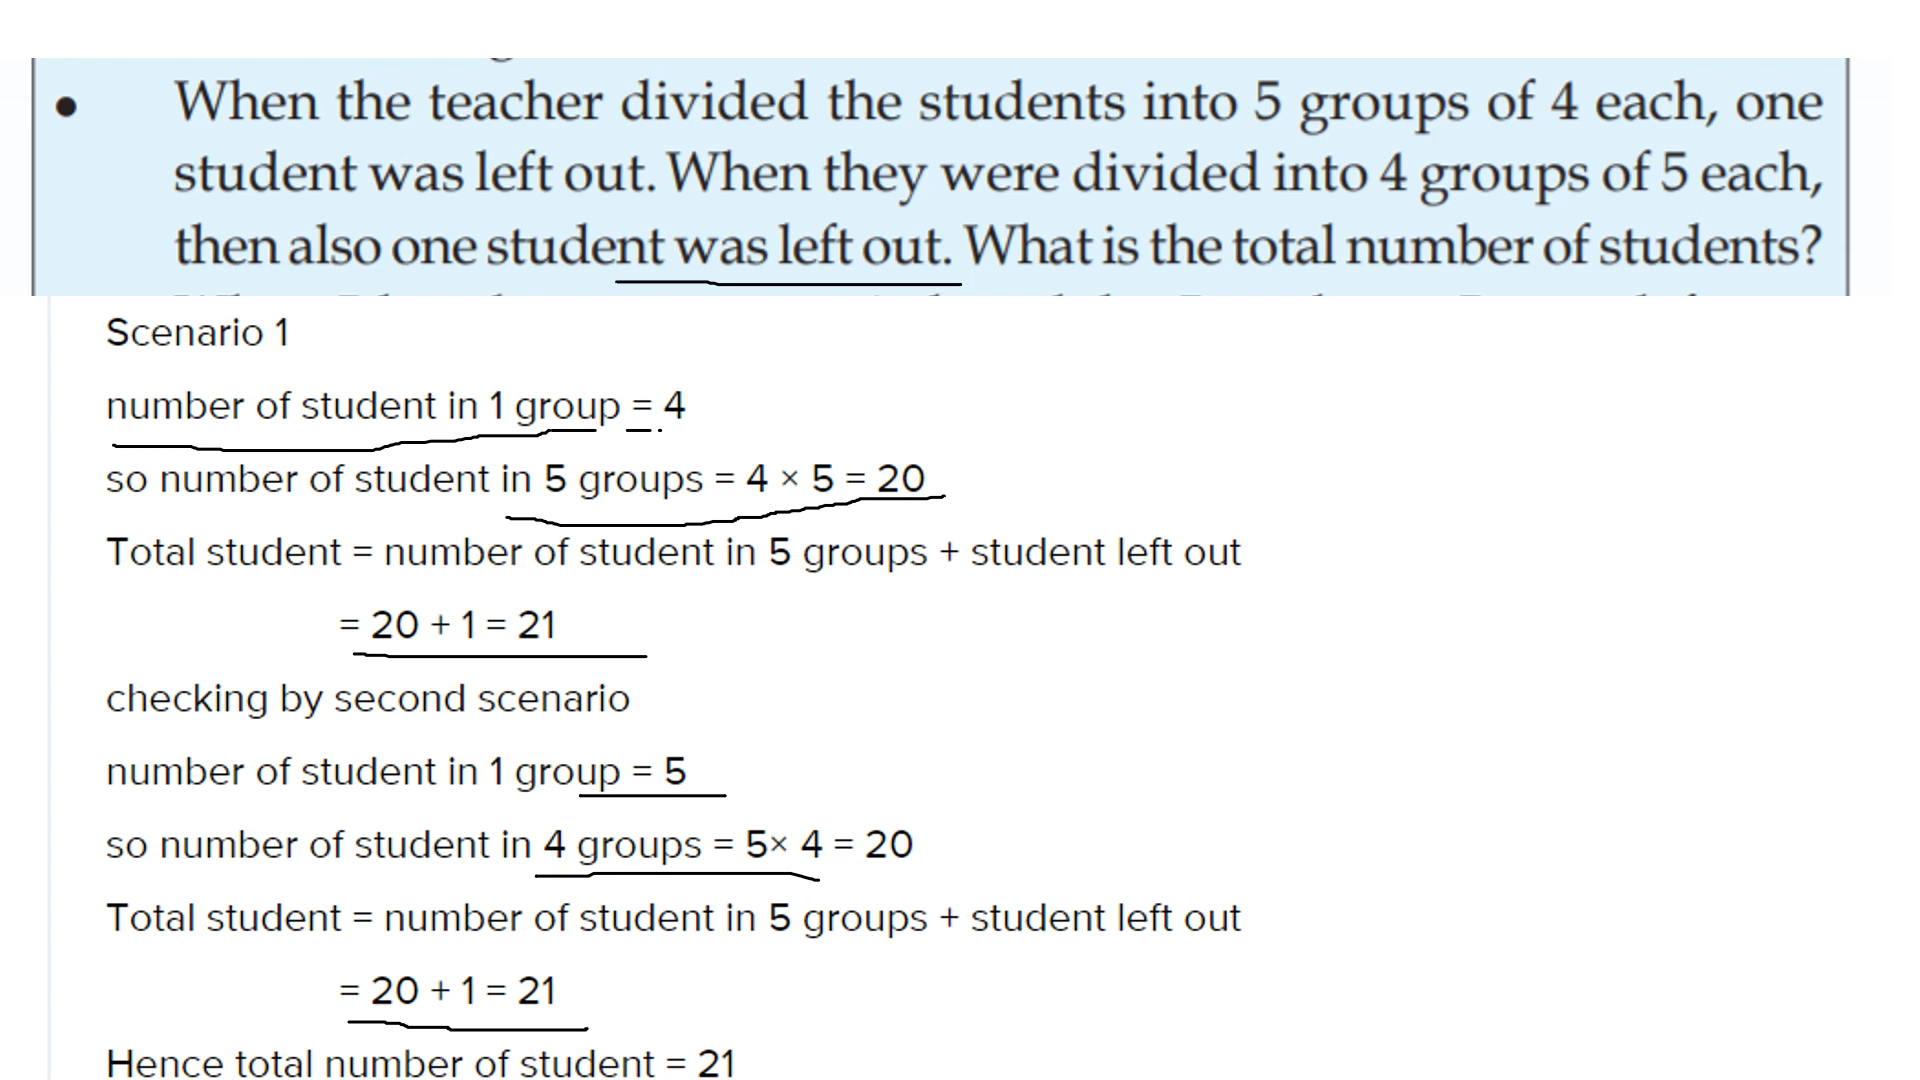 • When the teacher divided the students into 5 groups of 4 each, one
student was left out. When they were divided into 4 groups of 5 each,
then also one student was left out. What is the total number of students?
Scenario 1
number of student in 1 group = 4
so number of student in 5 groups = 4 × 5 = 20
Total student = number of student in 5 groups + student left out
= 20 + 1 = 21
checking by second scenario
number of student in 1 group = 5
so number of student in 4 groups = 5× 4 = 20
Total student = number of student in 5 groups + student left out
= 20 + 1 = 21
Hence total number of student = 21